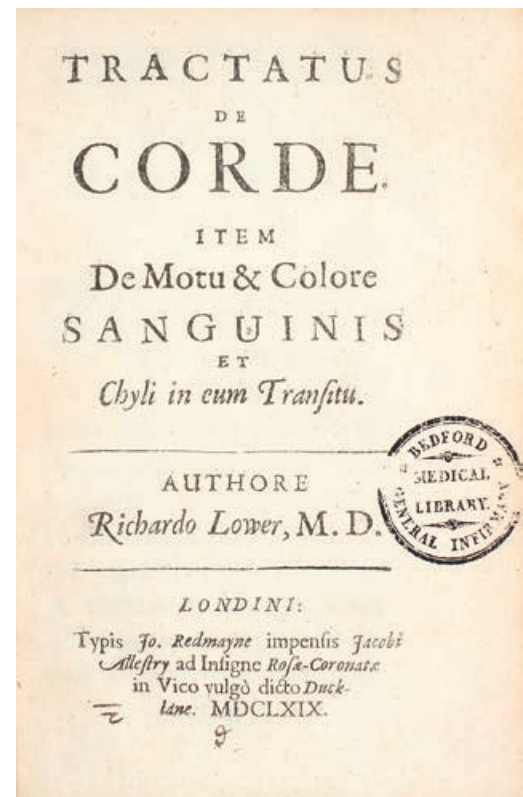 TRACTATUS
DE
CORDE.
ITEM
De Motu & Colore
SANGUINIS
ET
Chyli in eum Tranſitu.
AUTHORE
Richardo Lower, M. D.
BEDFORD
MEDICAL
LIBRARY.
GENERAL INFIRMARY
LONDINI:
Typis Jo. Redmayne impenſis Jacobi
Alleſtry ad Inſigne Roſæ-Coronatæ
in Vico vulgò dicto Duck-
lane. MDCLXIX.